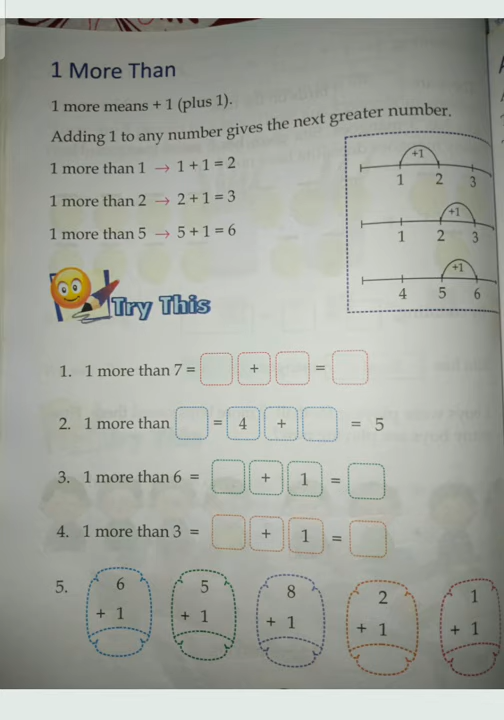 1 More Than
1 more means + 1 (plus 1).
Adding 1 to any number gives the next greater number.
1 more than 1 → 1 + 1 = 2
1 more than 2 → 2 + 1 = 3
1 more than 5 → 5 + 1 = 6
+1
1 2 3
+1
1 2 3
+1
4 5 6
Try This
1. 1 more than 7 = + =
2. 1 more than = 4 + = 5
3. 1 more than 6 = + 1 =
4. 1 more than 3 = + 1 =
5. 6 5 8 2 1
+ 1 + 1 + 1 + 1 + 1